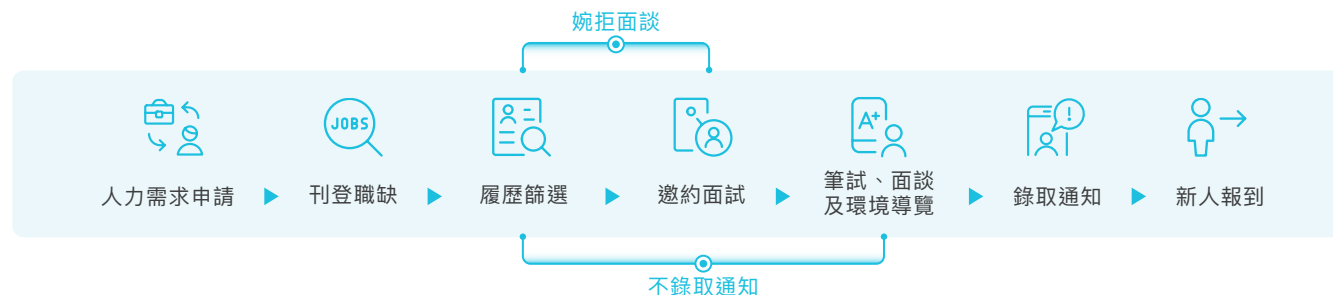 婉拒面談
JOBS
A+
人力需求申請
刊登職缺
履歷篩選
邀約面試
筆試、面談
及環境導覽
錄取通知
新人報到
不錄取通知